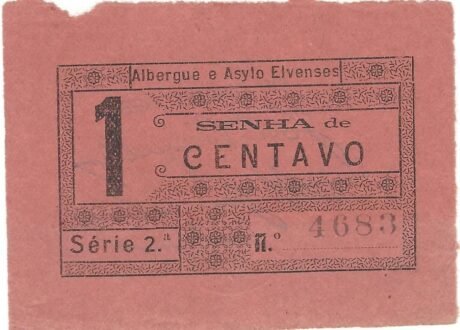 Albergue e Asylo Elvenses
1
SENHA de
CENTAVO
Série 2.ª
N.º 4683